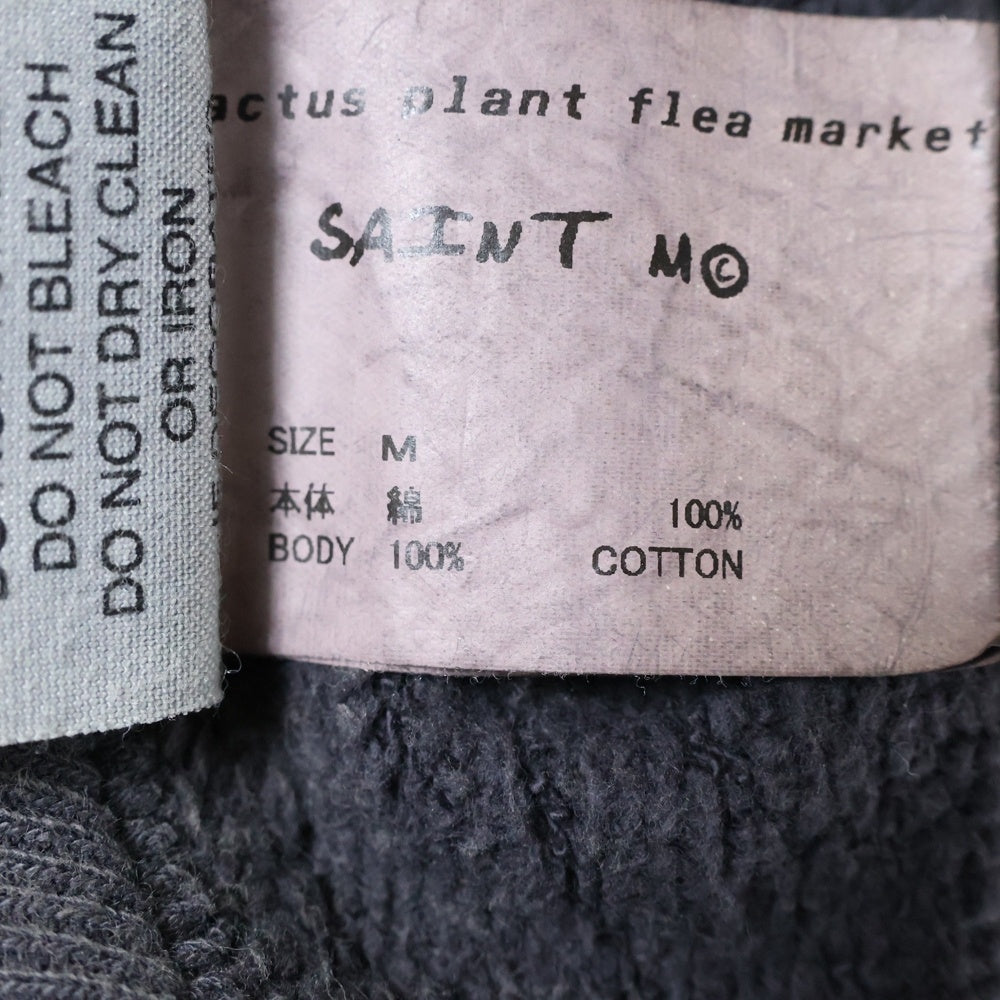 DO NOT BLEACH
DO NOT DRY CLEAN
OR IRON
actus plant flea market
SAINT M©
SIZE M
本体 綿 100%
BODY 100% COTTON